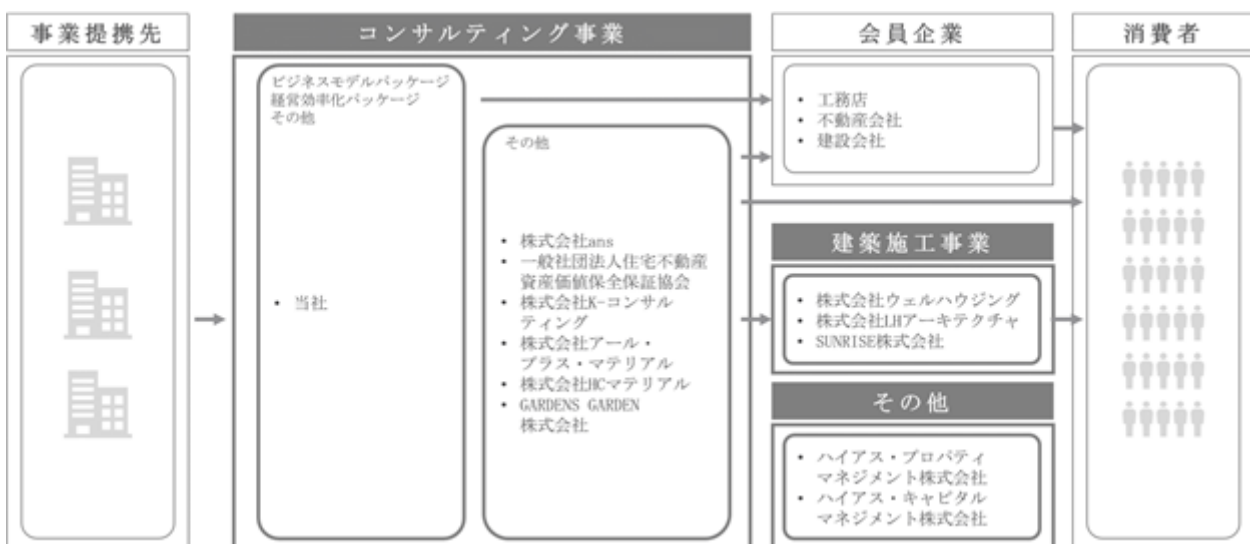 事業提携先
コンサルティング事業
ビジネスモデルパッケージ
経営効率化パッケージ
その他
・ 当社
その他
・ 株式会社ans
・ 一般社団法人住宅不動産
資産価値保全保証協会
・ 株式会社K-コンサル
ティング
・ 株式会社アール・
プラス・マテリアル
・ 株式会社HCマテリアル
・ GARDENS GARDEN
株式会社
会員企業
・ 工務店
・ 不動産会社
・ 建設会社
建築施工事業
・ 株式会社ウェルハウジング
・ 株式会社LHアーキテクチャ
・ SUNRISE株式会社
その他
・ ハイアス・プロパティ
マネジメント株式会社
・ ハイアス・キャピタル
マネジメント株式会社
消費者